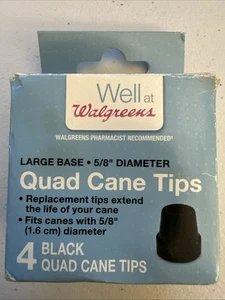 Well at
Walgreens
WALGREENS PHARMACIST RECOMMENDED†
LARGE BASE • 5/8" DIAMETER
Quad Cane Tips
• Replacement tips extend
the life of your cane
• Fits canes with 5/8"
(1.6 cm) diameter
4 BLACK
QUAD CANE TIPS